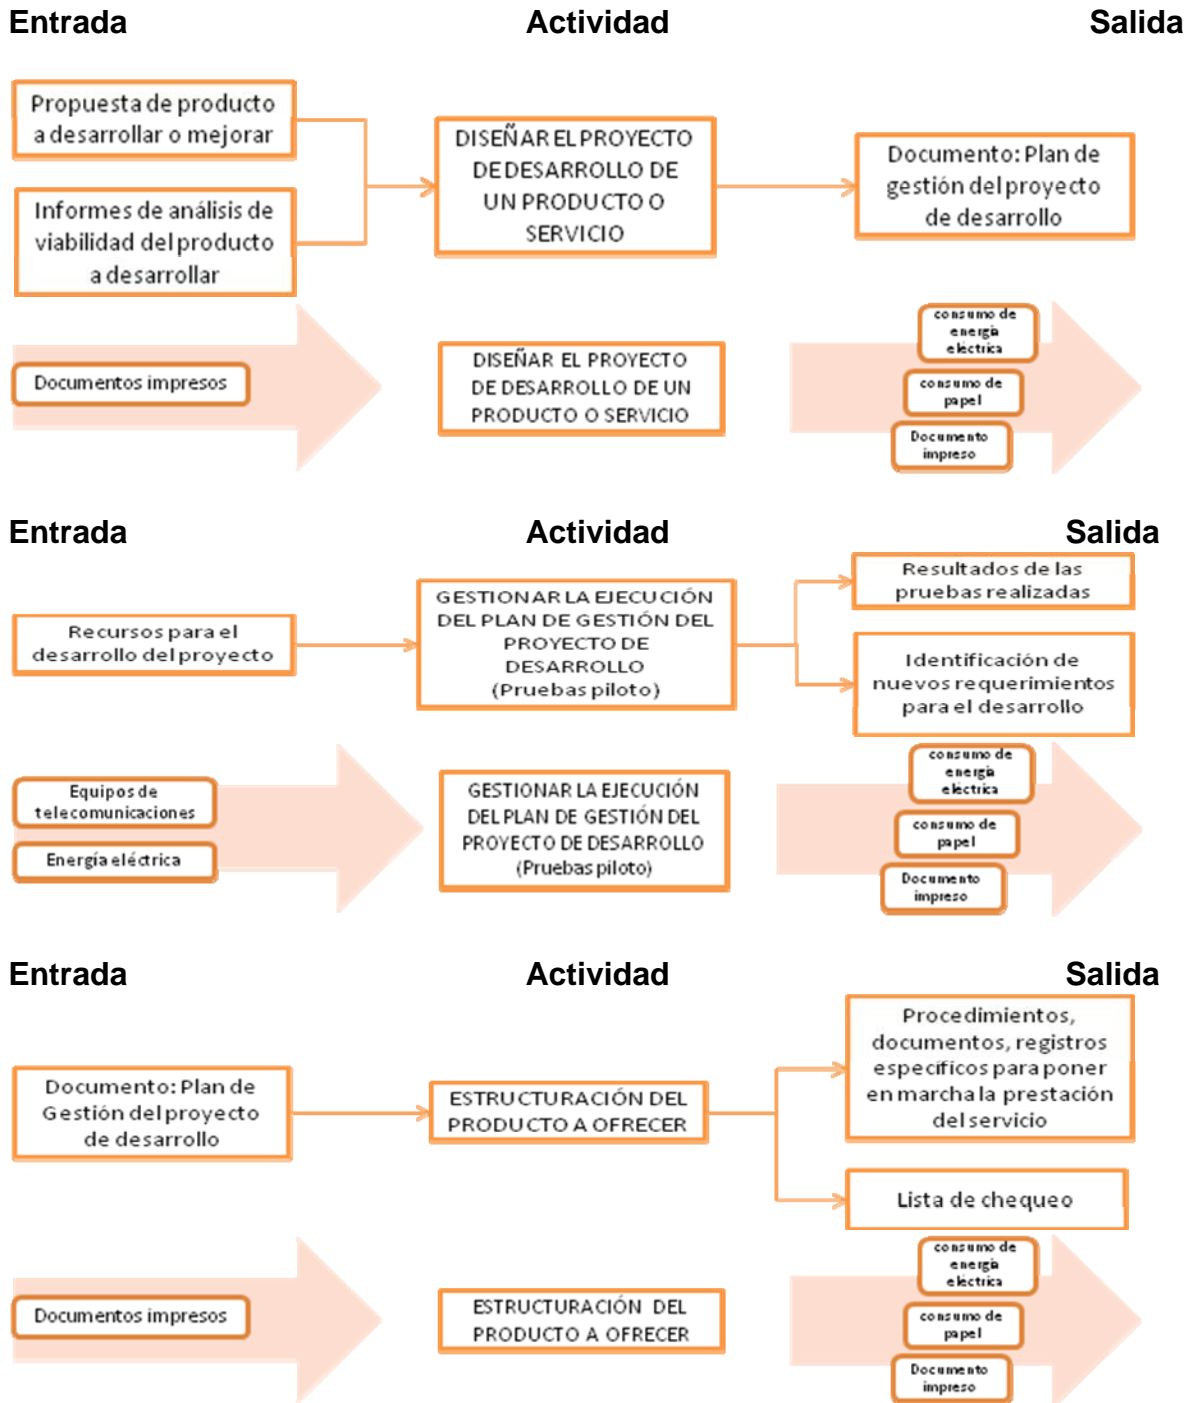 Entrada
Actividad
Salida
Propuesta de producto
a desarrollar o mejorar
Informes de análisis de
viabilidad del producto
a desarrollar
DISEÑAR EL PROYECTO
DE DESARROLLO DE
UN PRODUCTO O
SERVICIO
Documento: Plan de
gestión del proyecto
de desarrollo
Documentos impresos
DISEÑAR EL PROYECTO
DE DESARROLLO DE UN
PRODUCTO O SERVICIO
consumo de
energía
eléctrica
consumo de
papel
Documento
impreso
Entrada
Actividad
Salida
Recursos para el
desarrollo del proyecto
GESTIONAR LA EJECUCIÓN
DEL PLAN DE GESTIÓN DEL
PROYECTO DE
DESARROLLO
(Pruebas piloto)
Resultados de las
pruebas realizadas
Identificación de
nuevos requerimientos
para el desarrollo
Equipos de
telecomunicaciones
Energía eléctrica
GESTIONAR LA EJECUCIÓN
DEL PLAN DE GESTIÓN DEL
PROYECTO DE DESARROLLO
(Pruebas piloto)
consumo de
energía
eléctrica
consumo de
papel
Documento
impreso
Entrada
Actividad
Salida
Documento: Plan de
Gestión del proyecto
de desarrollo
ESTRUCTURACIÓN DEL
PRODUCTO A OFRECER
Procedimientos,
documentos, registros
específicos para poner
en marcha la prestación
del servicio
Lista de chequeo
Documentos impresos
ESTRUCTURACIÓN DEL
PRODUCTO A OFRECER
consumo de
energía
eléctrica
consumo de
papel
Documento
impreso